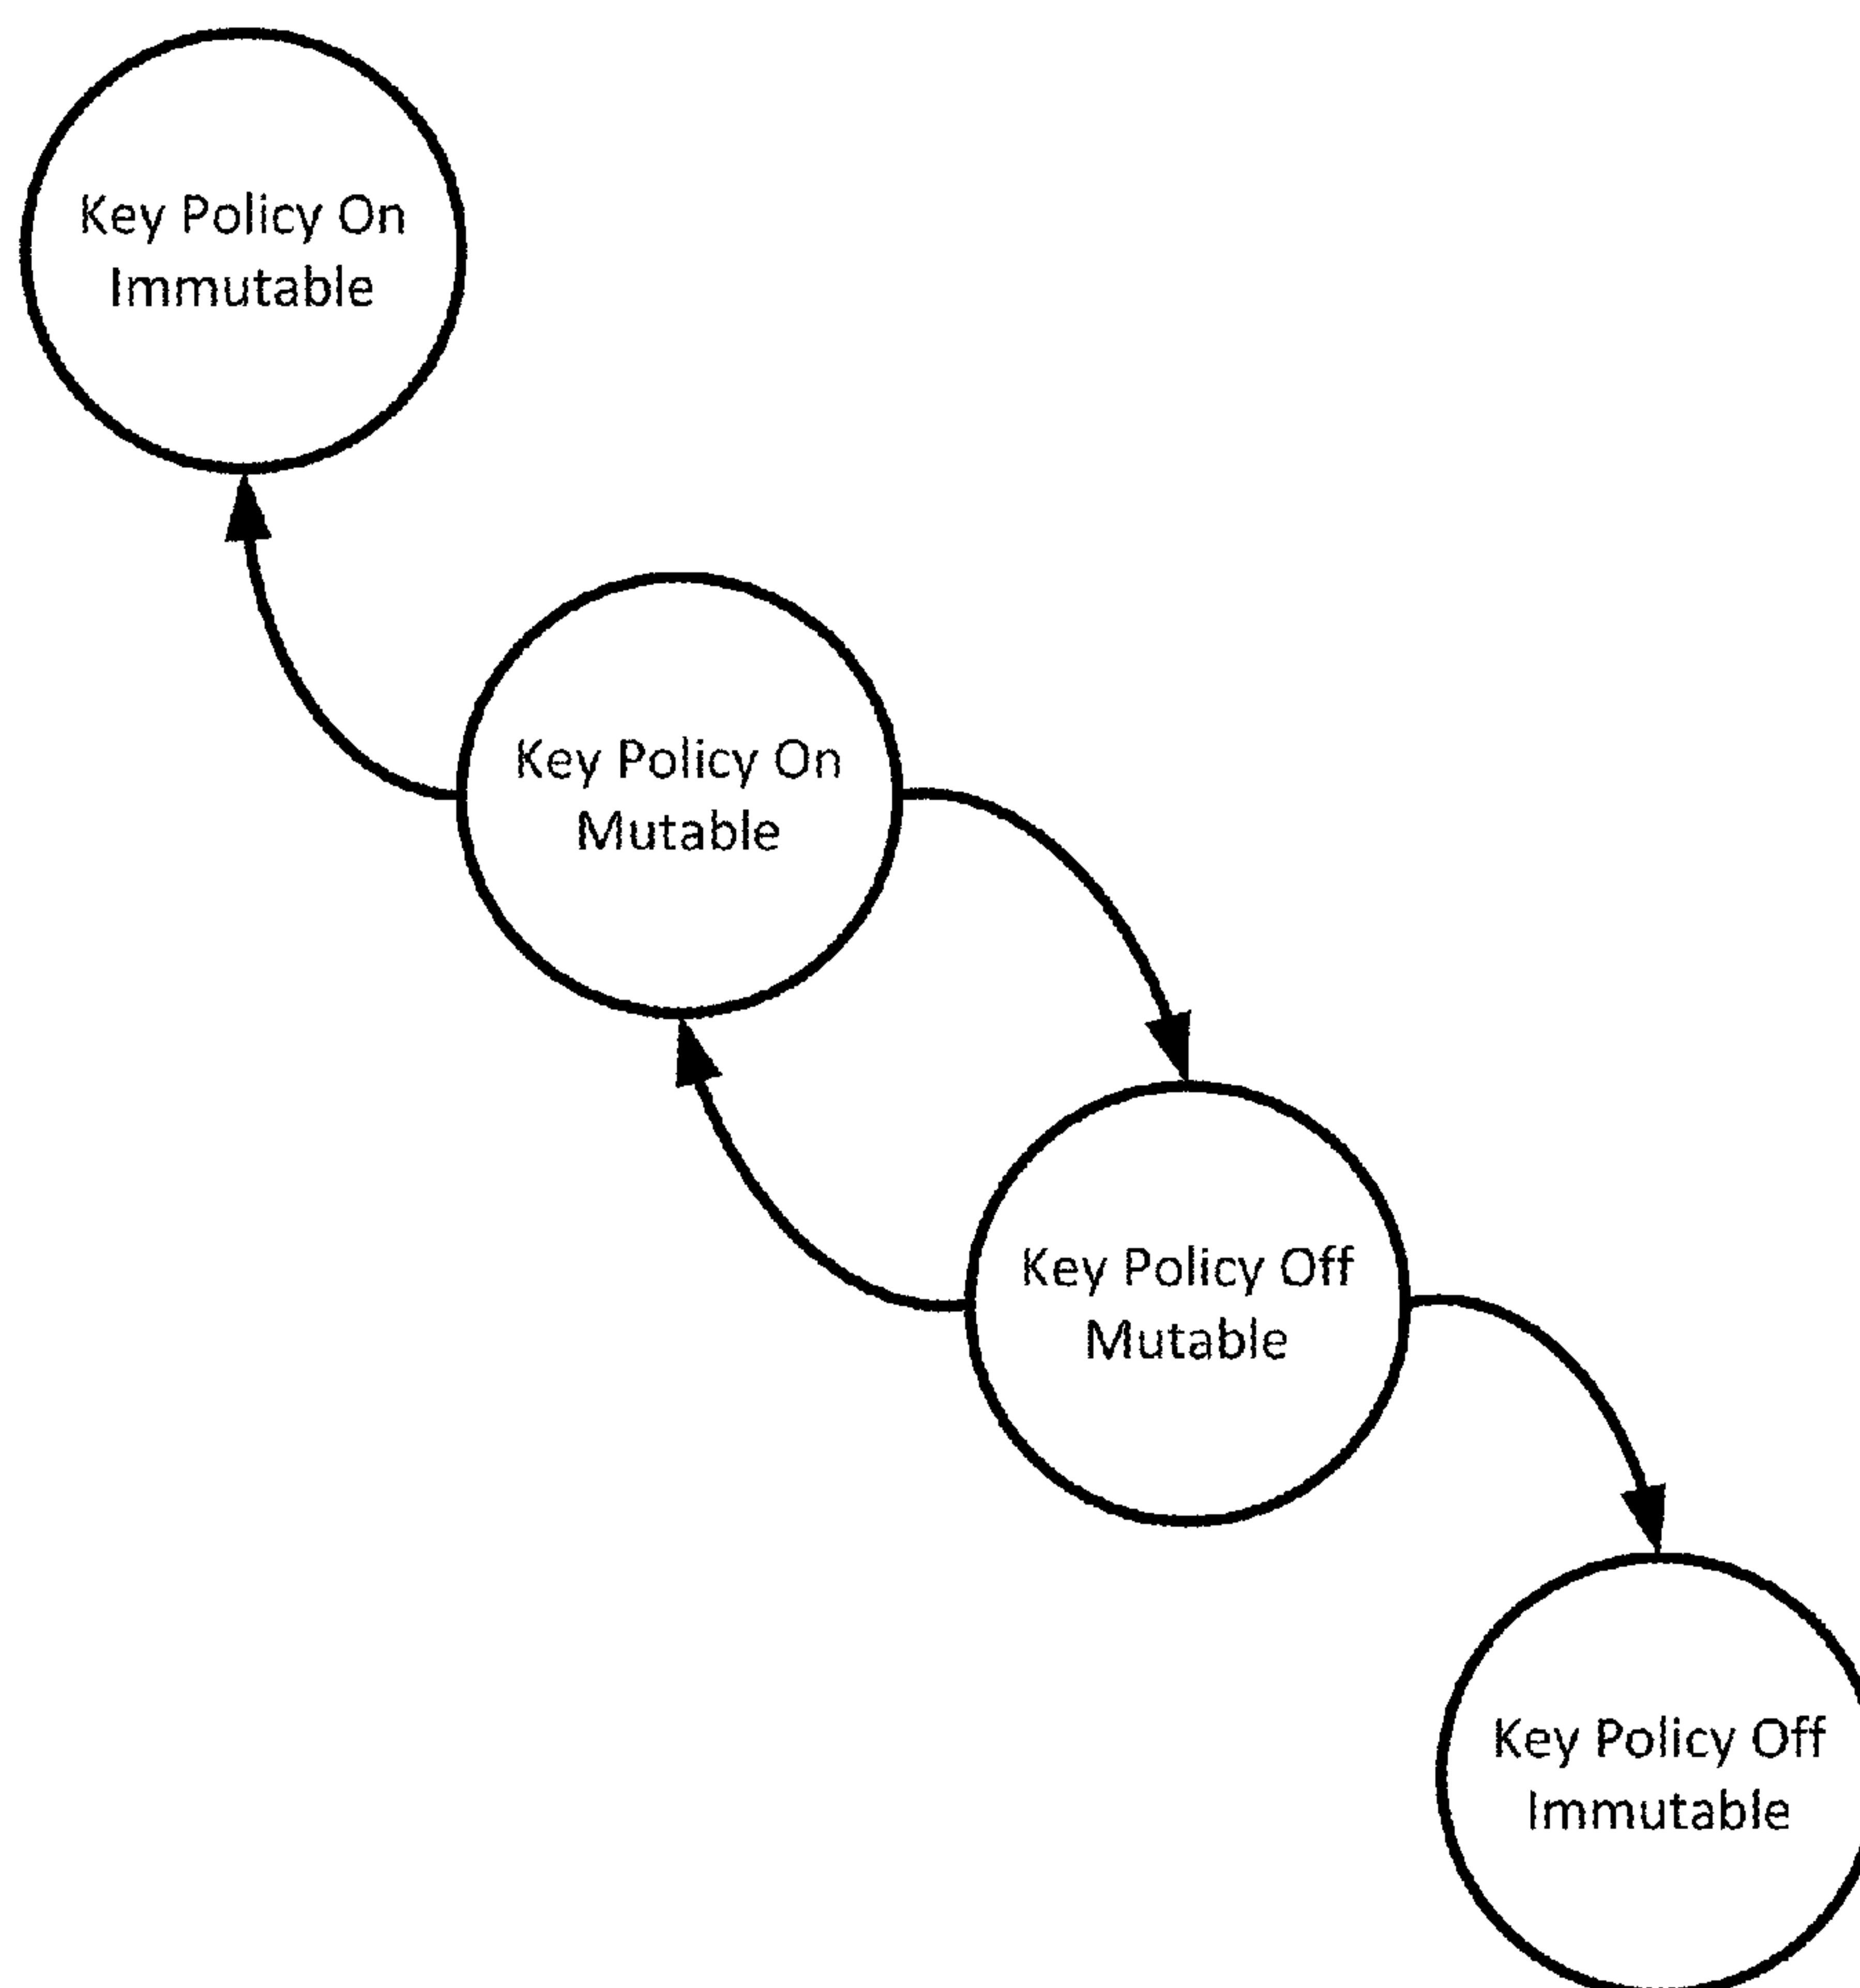 Key Policy On
Immutable
Key Policy On
Mutable
Key Policy Off
Mutable
Key Policy Off
Immutable